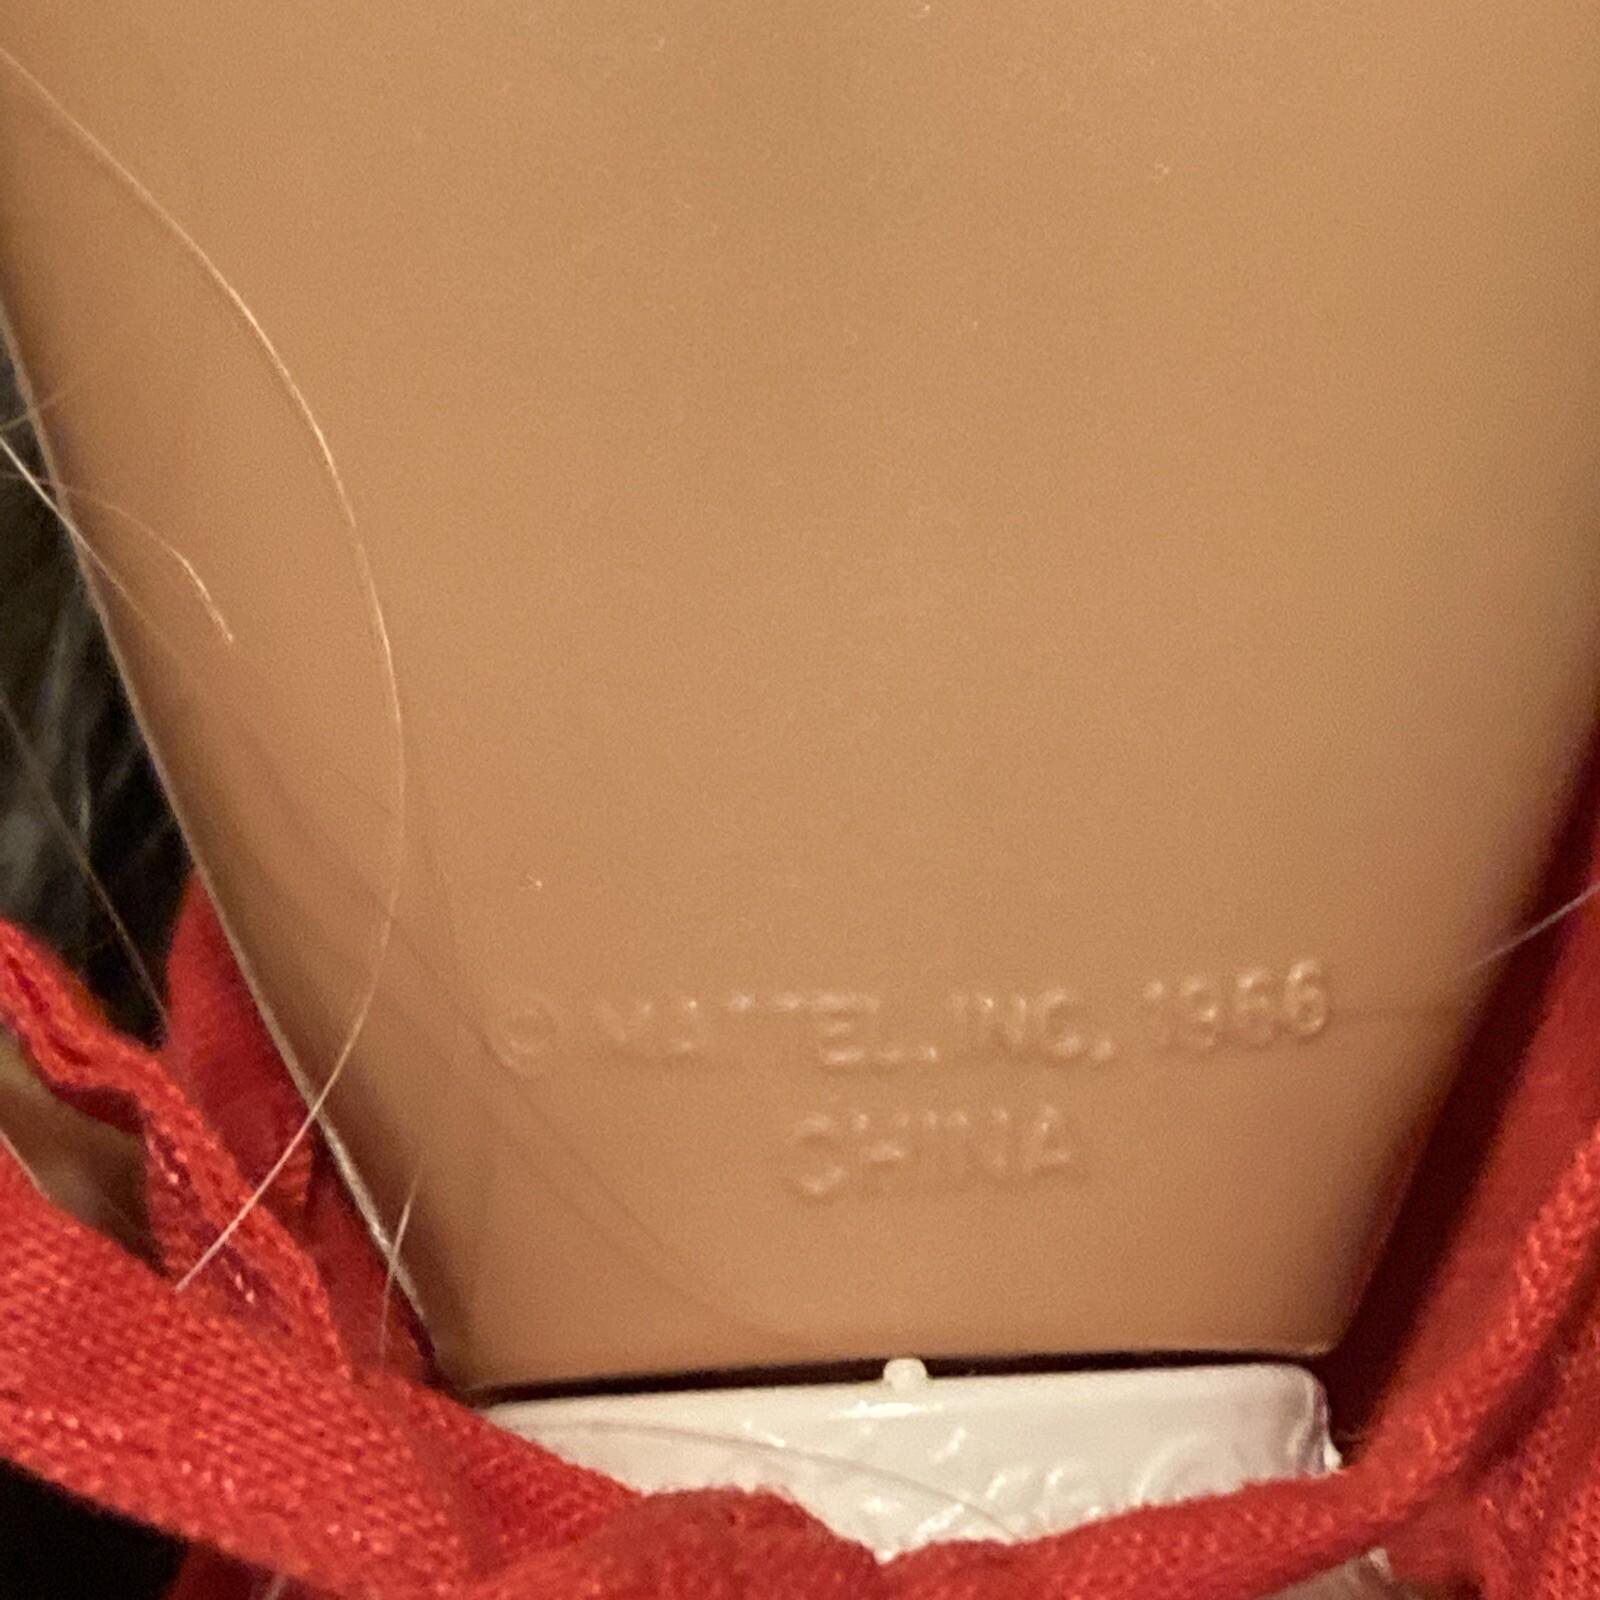 © MATTEL, INC. 1966
CHINA